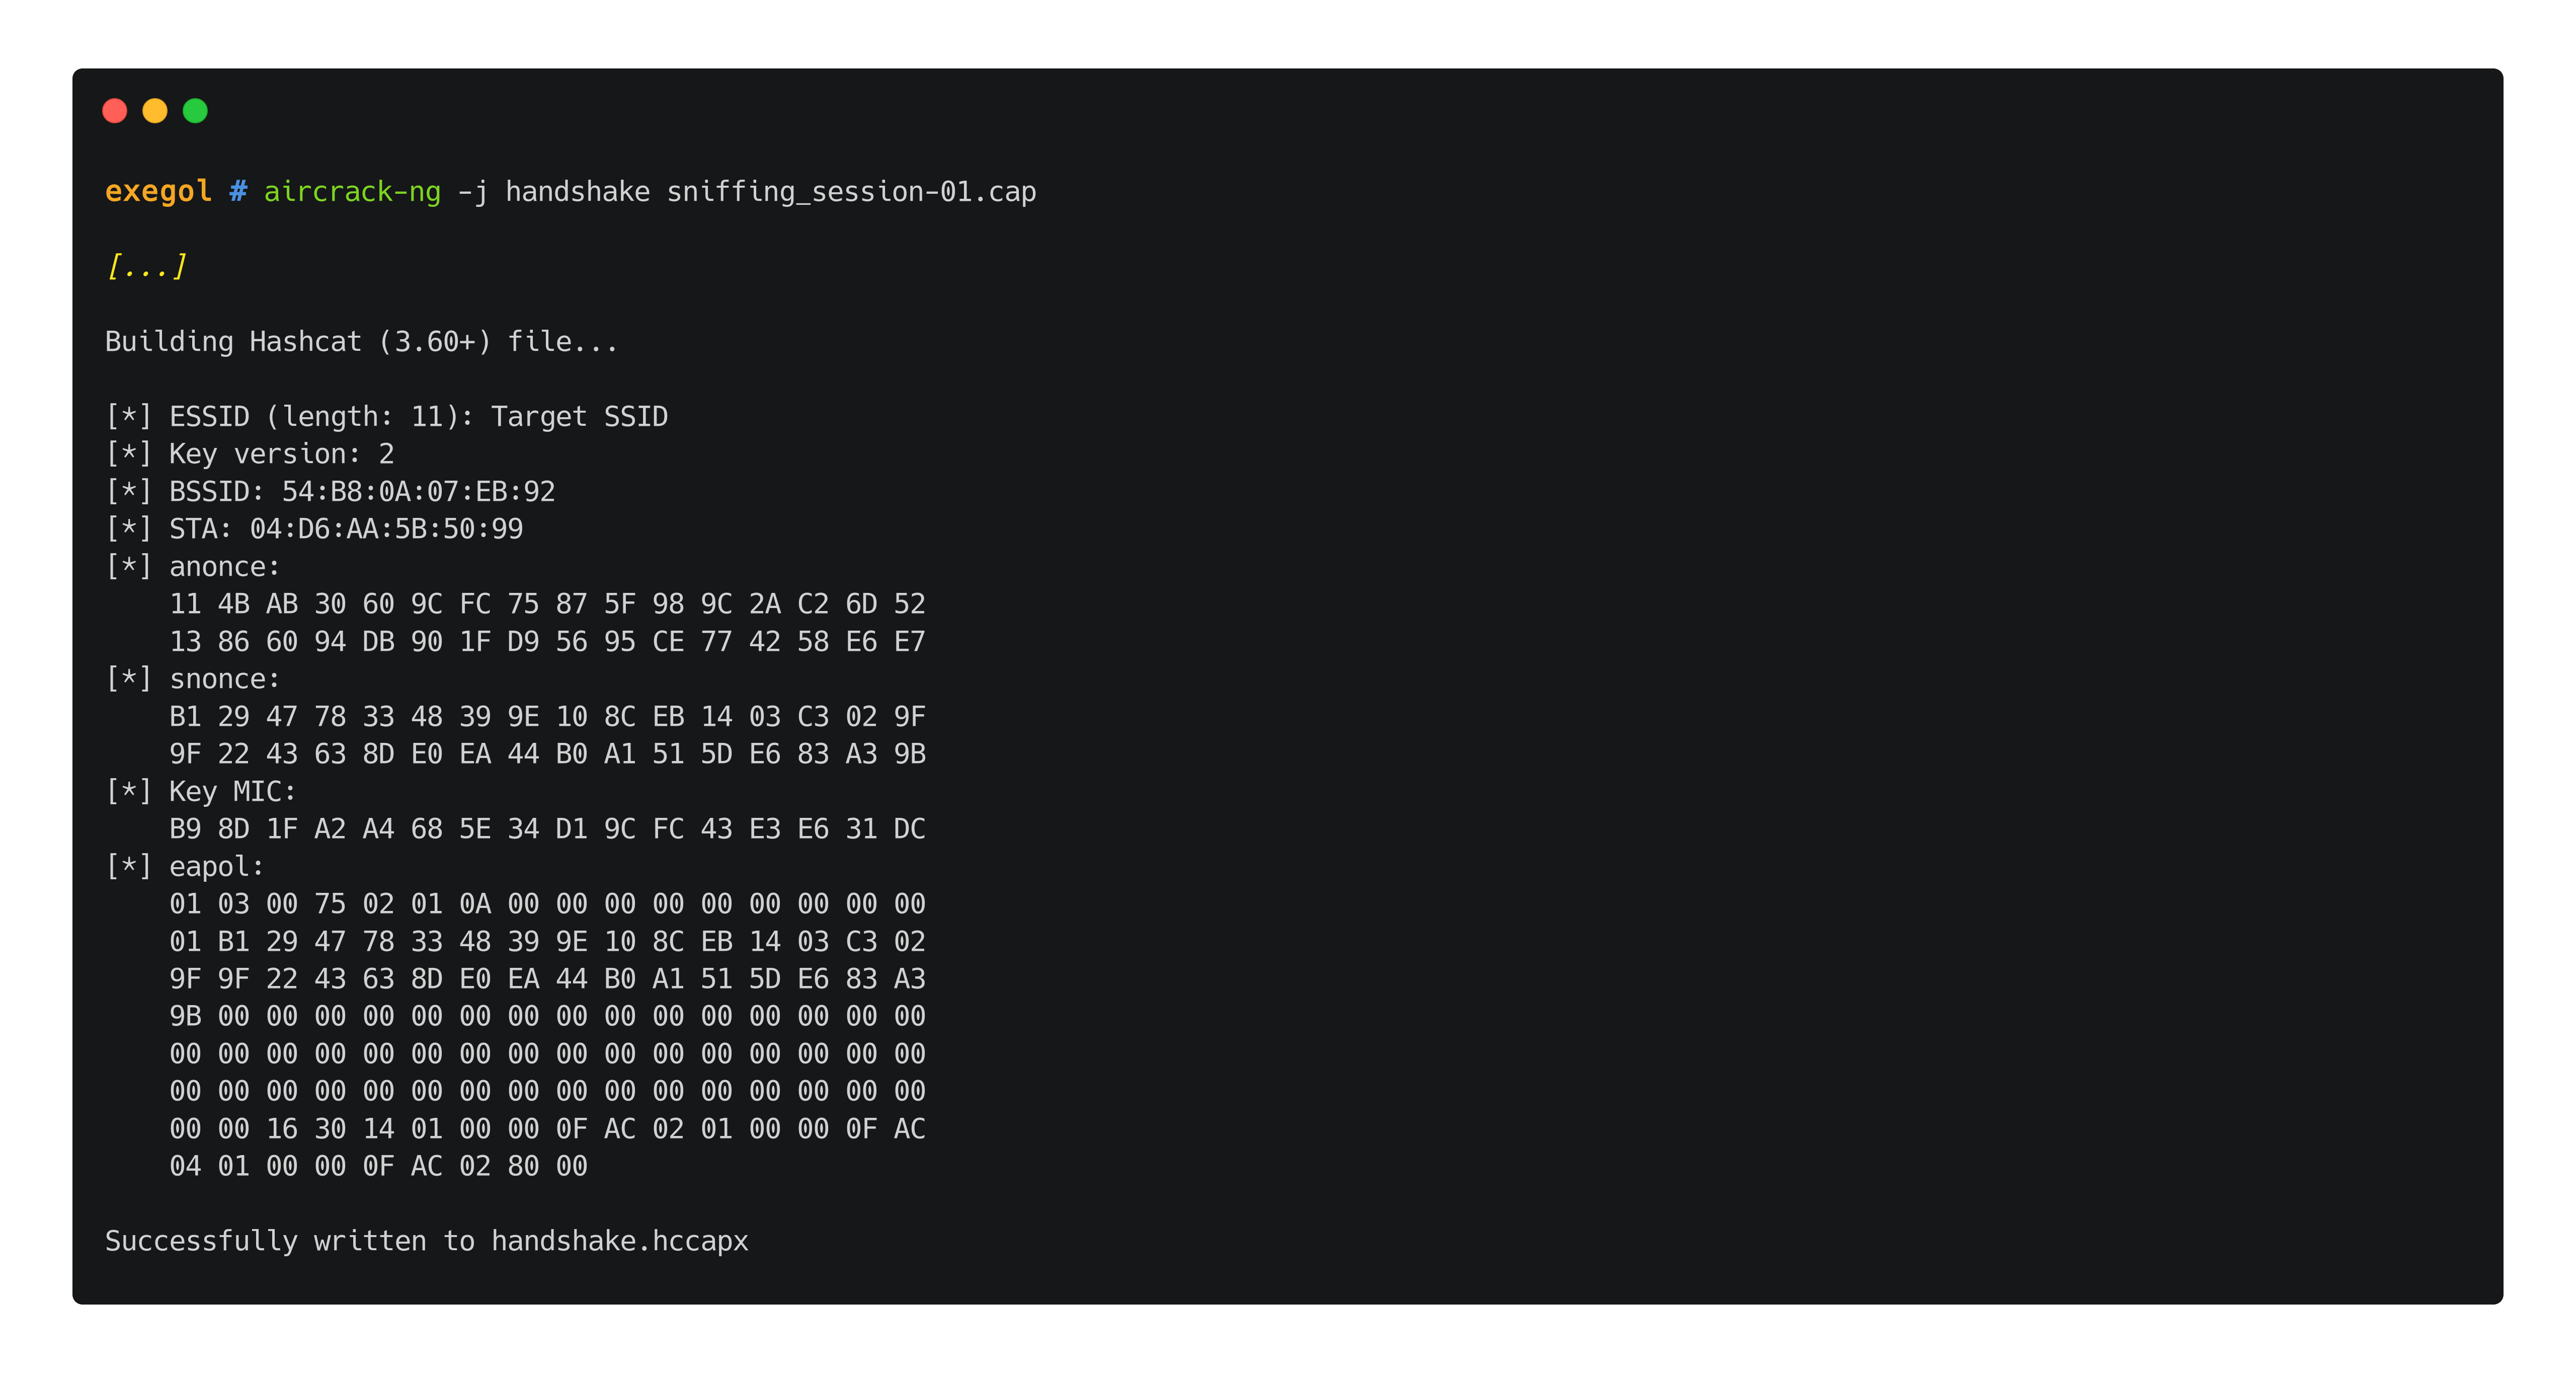 exegol # aircrack-ng -j handshake sniffing_session-01.cap
[...]
Building Hashcat (3.60+) file...
[*] ESSID (length: 11): Target SSID
[*] Key version: 2
[*] BSSID: 54:B8:0A:07:EB:92
[*] STA: 04:D6:AA:5B:50:99
[*] anonce:
11 4B AB 30 60 9C FC 75 87 5F 98 9C 2A C2 6D 52
13 86 60 94 DB 90 1F D9 56 95 CE 77 42 58 E6 E7
[*] snonce:
B1 29 47 78 33 48 39 9E 10 8C EB 14 03 C3 02 9F
9F 22 43 63 8D E0 EA 44 B0 A1 51 5D E6 83 A3 9B
[*] Key MIC:
B9 8D 1F A2 A4 68 5E 34 D1 9C FC 43 E3 E6 31 DC
[*] eapol:
01 03 00 75 02 01 0A 00 00 00 00 00 00 00 00 00
01 B1 29 47 78 33 48 39 9E 10 8C EB 14 03 C3 02
9F 9F 22 43 63 8D E0 EA 44 B0 A1 51 5D E6 83 A3
9B 00 00 00 00 00 00 00 00 00 00 00 00 00 00 00
00 00 00 00 00 00 00 00 00 00 00 00 00 00 00 00
00 00 00 00 00 00 00 00 00 00 00 00 00 00 00 00
00 00 16 30 14 01 00 00 0F AC 02 01 00 00 0F AC
04 01 00 00 0F AC 02 80 00
Successfully written to handshake.hccapx